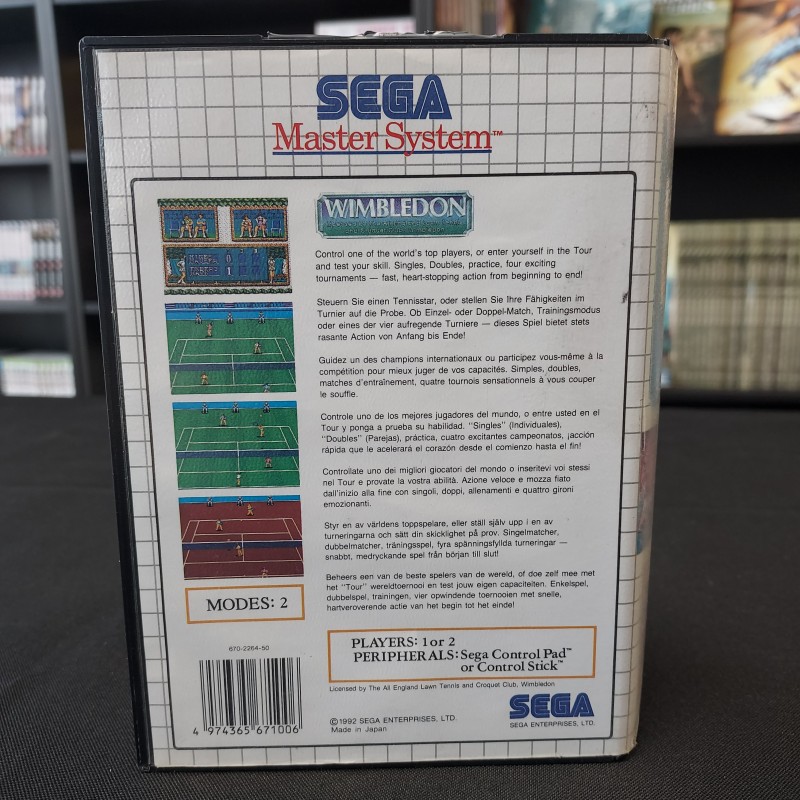 SEGA
Master System™
WIMBLEDON
Control one of the world's top players, or enter yourself in the Tour
and test your skill. Singles, Doubles, practice, four exciting
tournaments — fast, heart-stopping action from beginning to end!
Steuern Sie einen Tennisstar, oder stellen Sie Ihre Fähigkeiten im
Turnier auf die Probe. Ob Einzel- oder Doppel-Match, Trainingsmodus
oder eines der vier aufregende Turniere — dieses Spiel bietet stets
rasante Action von Anfang bis Ende!
Guidez un des champions internationaux ou participez vous-même à la
compétition pour mieux juger de vos capacités. Simples, doubles,
matches d'entraînement, quatre tournois sensationnels à vous couper
le souffle.
Controle uno de los mejores jugadores del mundo, o entre usted en el
Tour y ponga a prueba su habilidad. "Singles" (Individuales),
"Doubles" (Parejas), práctica, cuatro excitantes campeonatos, ¡acción
rápida que le acelerará el corazón desde el comienzo hasta el fin!
Controllate uno dei migliori giocatori del mondo o inseritevi voi stessi
nel Tour e provate la vostra abilità. Azione veloce e mozza fiato
dall'inizio alla fine con singoli, doppi, allenamenti e quattro gironi
emozionanti.
Styr en av världens toppspelare, eller ställ själv upp i en av
turneringarna och sätt din skicklighet på prov. Singelmatcher,
dubbelmatcher, träningsspel, fyra spänningsfyllda turneringar —
snabbt, medryckande spel från början till slut!
Beheers een van de beste spelers van de wereld, of doe zelf mee met
het "Tour" wereldtoernooi en test jouw eigen capaciteiten. Enkelspel,
dubbelspel, trainingen, vier opwindende toernooien met snelle,
hartveroverende actie van het begin tot het einde!
MODES: 2
PLAYERS: 1 or 2
PERIPHERALS: Sega Control Pad™
or Control Stick™
670-2264-50
Licensed by The All England Lawn Tennis and Croquet Club, Wimbledon
4 974365 671006
©1992 SEGA ENTERPRISES, LTD.
Made in Japan
SEGA
SEGA ENTERPRISES, LTD.